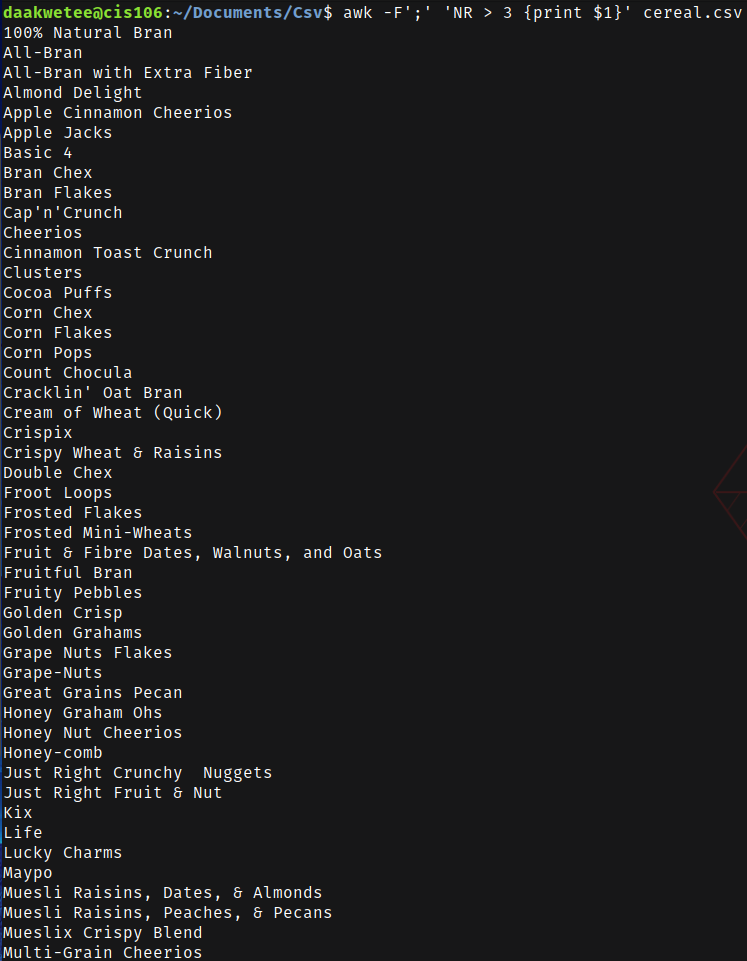 daakwetee@cis106:~/Documents/Csv$ awk -F';' 'NR > 3 {print $1}' cereal.csv
100% Natural Bran
All-Bran
All-Bran with Extra Fiber
Almond Delight
Apple Cinnamon Cheerios
Apple Jacks
Basic 4
Bran Chex
Bran Flakes
Cap'n'Crunch
Cheerios
Cinnamon Toast Crunch
Clusters
Cocoa Puffs
Corn Chex
Corn Flakes
Corn Pops
Count Chocula
Cracklin' Oat Bran
Cream of Wheat (Quick)
Crispix
Crispy Wheat & Raisins
Double Chex
Froot Loops
Frosted Flakes
Frosted Mini-Wheats
Fruit & Fibre Dates, Walnuts, and Oats
Fruitful Bran
Fruity Pebbles
Golden Crisp
Golden Grahams
Grape Nuts Flakes
Grape-Nuts
Great Grains Pecan
Honey Graham Ohs
Honey Nut Cheerios
Honey-comb
Just Right Crunchy  Nuggets
Just Right Fruit & Nut
Kix
Life
Lucky Charms
Maypo
Muesli Raisins, Dates, & Almonds
Muesli Raisins, Peaches, & Pecans
Mueslix Crispy Blend
Multi-Grain Cheerios